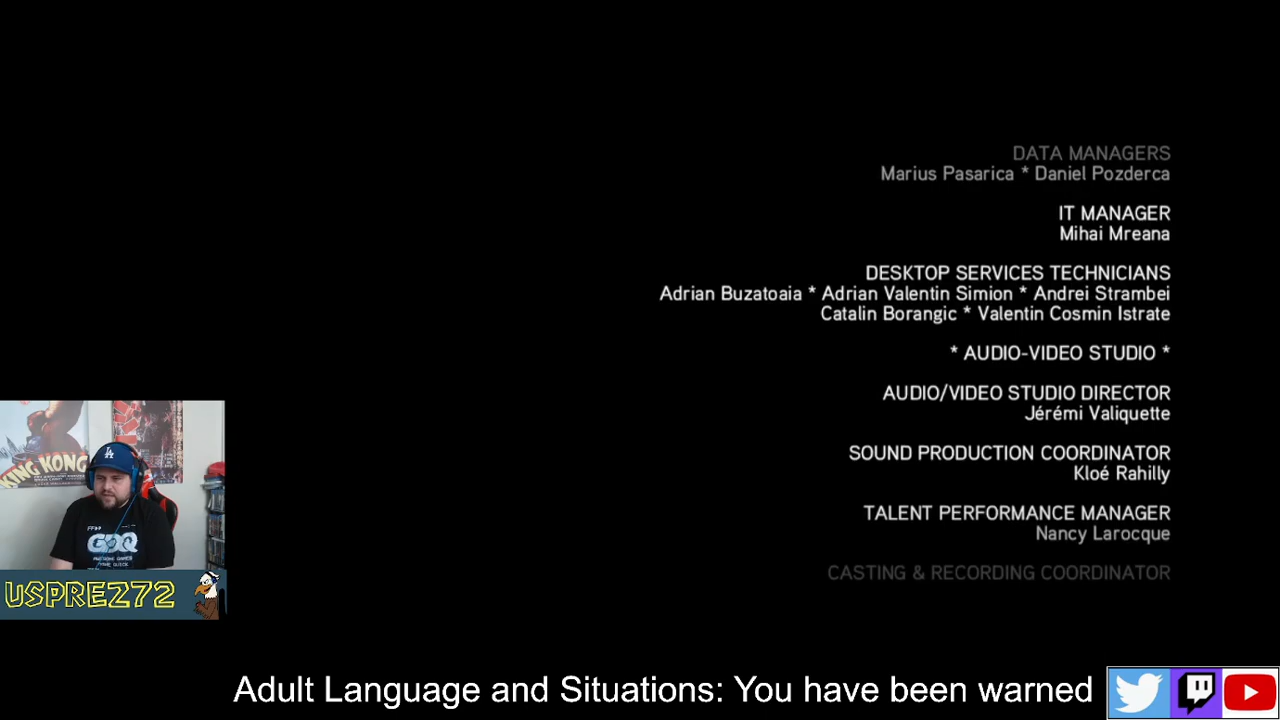 DATA MANAGERS
Marius Pasarica * Daniel Pozderca
IT MANAGER
Mihai Mreana
DESKTOP SERVICES TECHNICIANS
Adrian Buzatoaia * Adrian Valentin Simion * Andrei Strambei
Catalin Borangic * Valentin Cosmin Istrate
* AUDIO-VIDEO STUDIO *
AUDIO/VIDEO STUDIO DIRECTOR
Jérémi Valiquette
SOUND PRODUCTION COORDINATOR
Kloé Rahilly
TALENT PERFORMANCE MANAGER
Nancy Larocque
CASTING & RECORDING COORDINATOR
KING KONG
LA
GDQ
USPREZ72
Adult Language and Situations: You have been warned